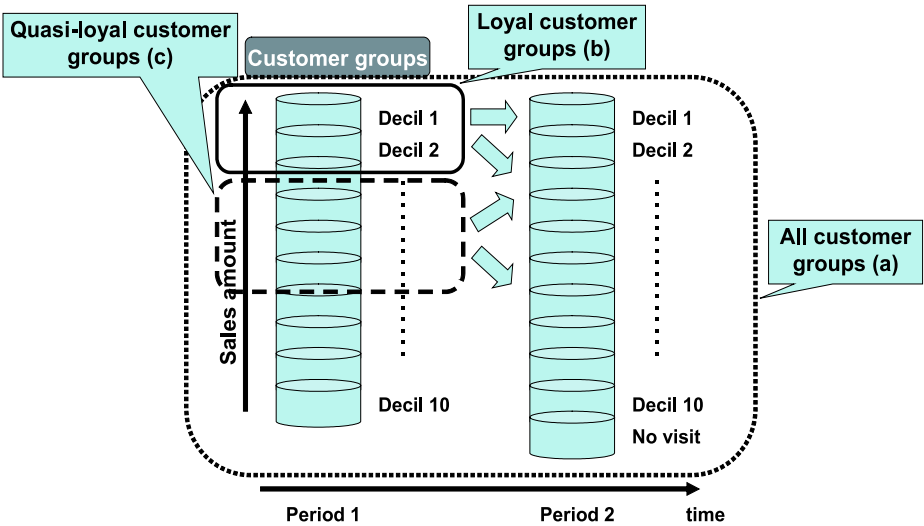 Quasi-loyal customer
groups (c)
Customer groups
Loyal customer
groups (b)
Decil 1
Decil 2
Decil 1
Decil 2
Sales amount
All customer
groups (a)
Decil 10
Decil 10
No visit
Period 1
Period 2
time